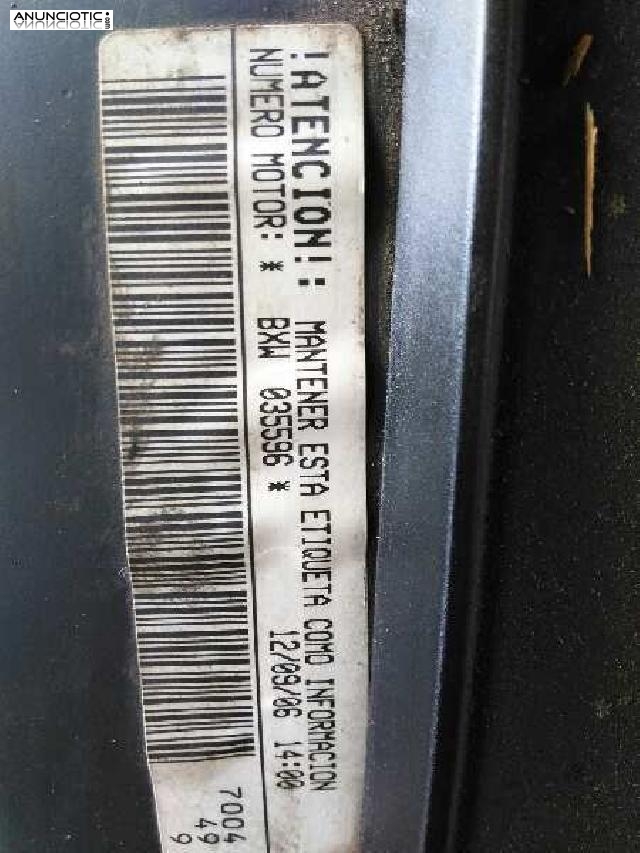 ANUNCIOTIC.com
!ATENCION!: MANTENER ESTA ETIQUETA COMO INFORMACION
NUMERO MOTOR: * BXW 035596 * 12/09/06 14:00
7004
49
9